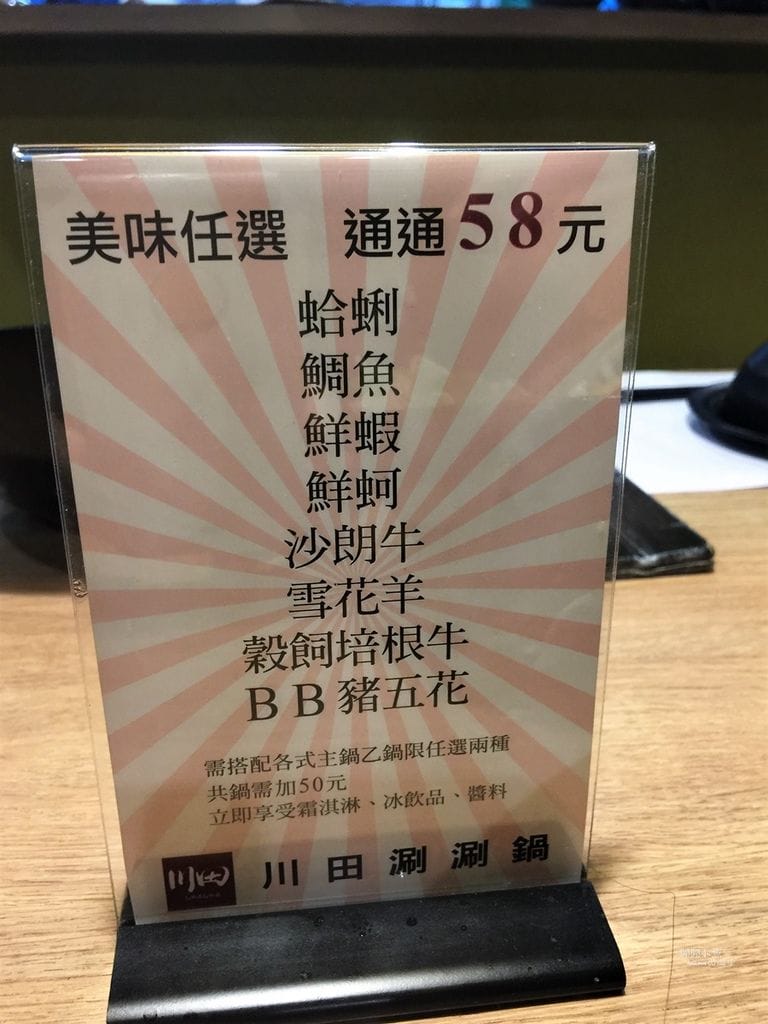 美味任選 通通58元
蛤蜊
鯛魚
鮮蝦
鮮蚵
沙朗牛
雪花羊
穀飼培根牛
BB豬五花
需搭配各式主鍋乙鍋限任選兩種
共鍋需加50元
立即享受霜淇淋、冰飲品、醬料
川田 川田涮涮鍋